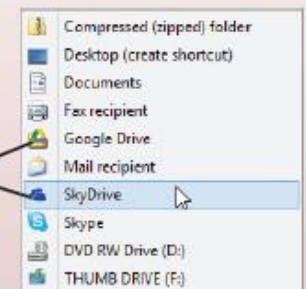 Compressed (zipped) folder
Desktop (create shortcut)
Documents
Fax recipient
Google Drive
Mail recipient
SkyDrive
Skype
DVD RW Drive (D:)
THUMB DRIVE (F:)